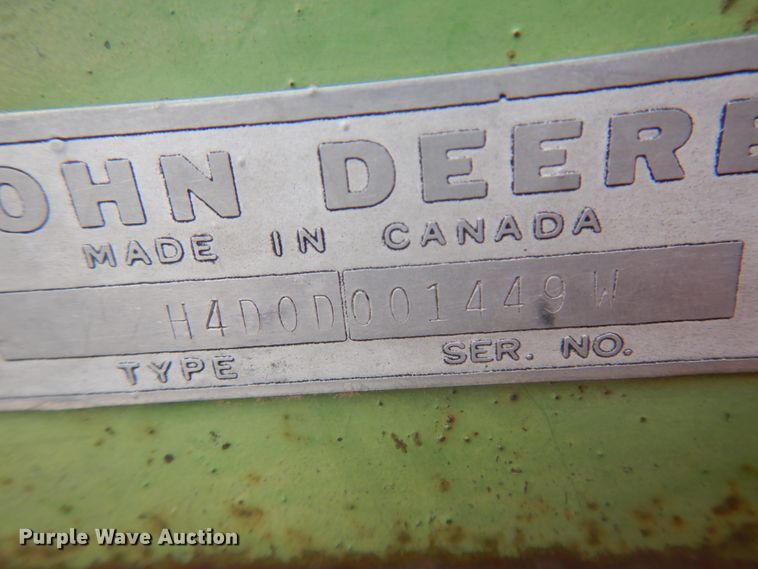 OHN DEERE
MADE IN CANADA
H4D0D 001449W
TYPE SER. NO.
Purple Wave Auction